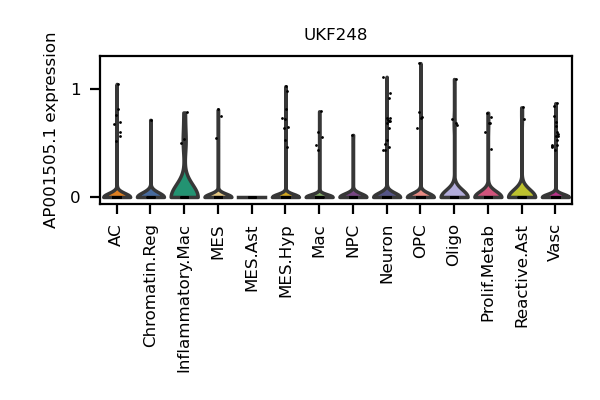 UKF248
AP001505.1 expression
1
0
AC
Chromatin.Reg
Inflammatory.Mac
MES
MES.Ast
MES.Hyp
Mac
NPC
Neuron
OPC
Oligo
Prolif.Metab
Reactive.Ast
Vasc